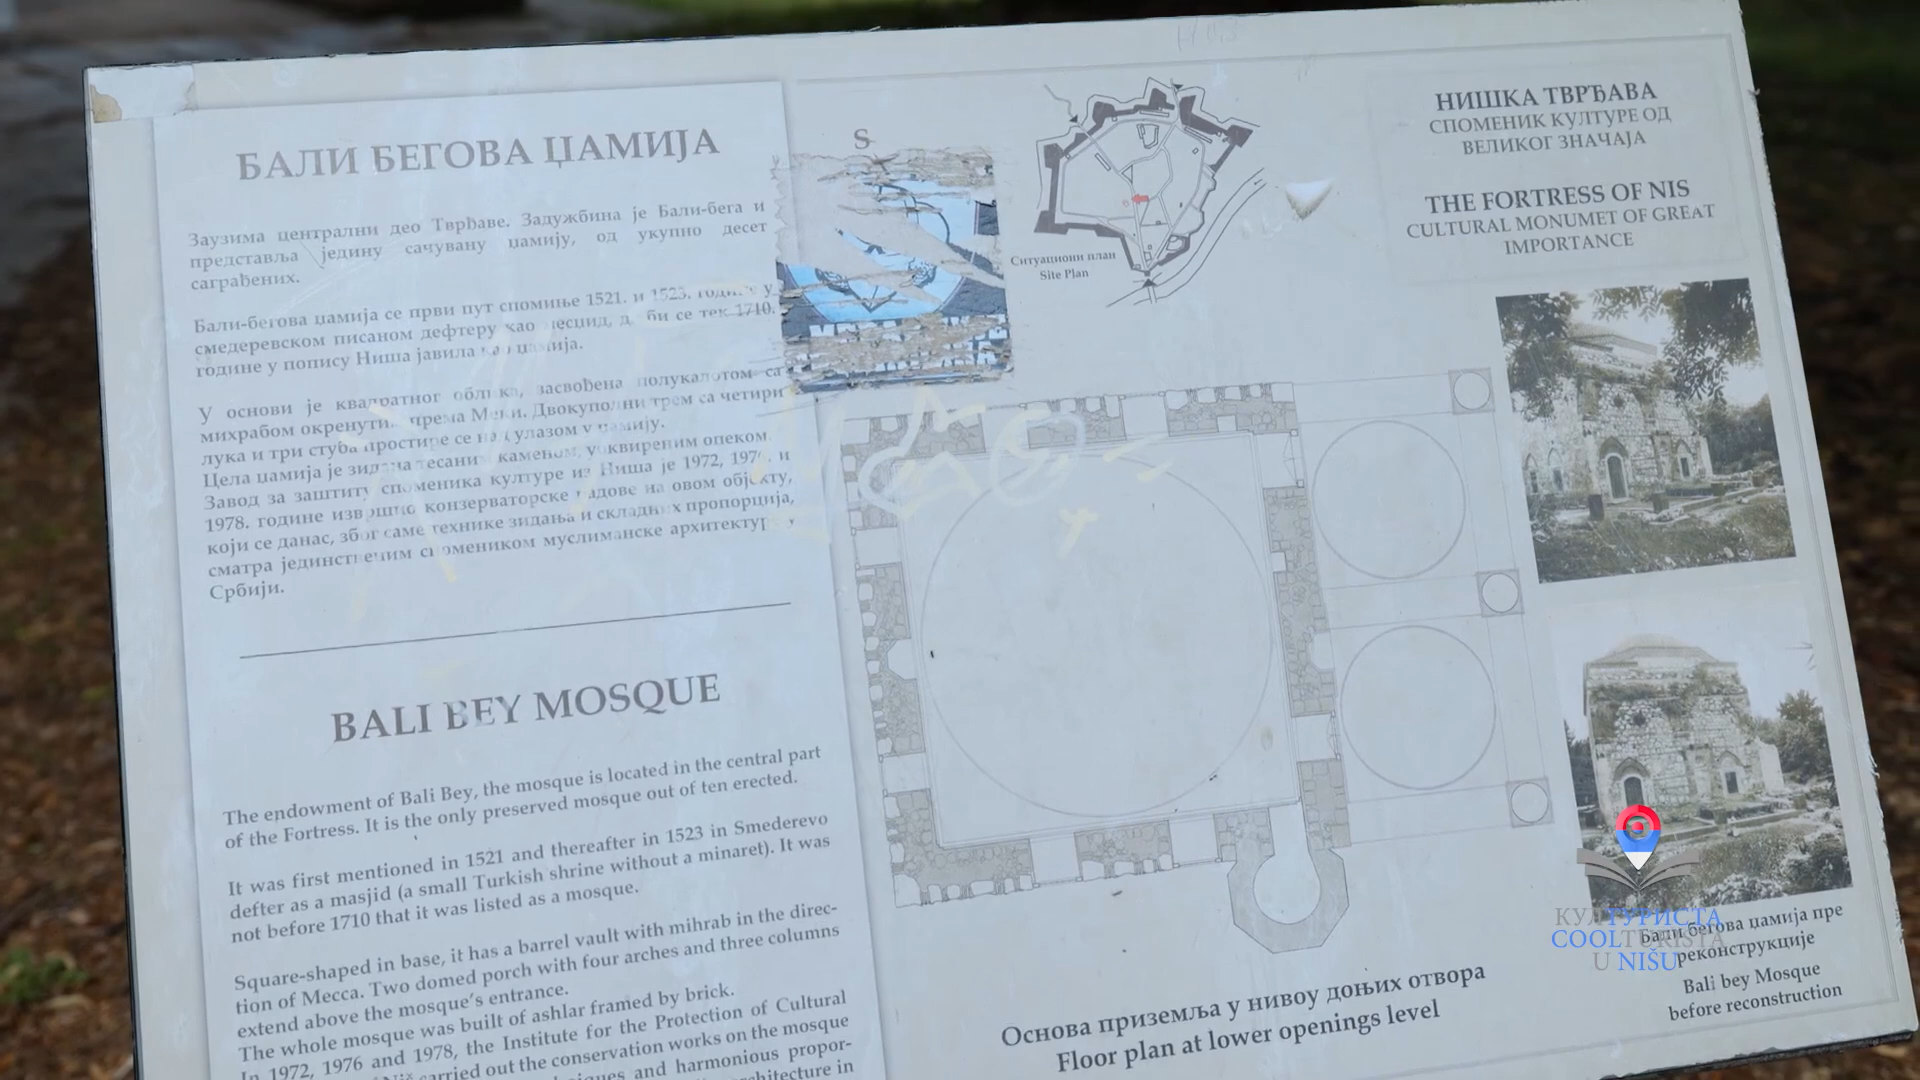 БАЛИ БЕГОВА ЏАМИЈА
Заузима централни део Тврђаве. Задужбина је Бали-бега и
представља једину сачувану џамију, од укупно десет
саграђених.
Бали-бегова џамија се први пут спомиње 1521. и 1523. године у
смедеревском писаном дефтеру као месџид, да би се тек 1710.
године у попису Ниша јавила као џамија.
У основи је квадратног облика, засвођена полукалотом са
михрабом окренутим према Меки. Двокуполни трем са четири
лука и три стуба простире се над улазом у џамију.
Цела џамија је зидана тесаним каменом, уоквиреним опеком.
Завод за заштиту споменика културе из Ниша је 1972, 1976. и
1978. године извршио конзерваторске радове на овом објекту,
који се данас, због саме технике зидања и складних пропорција,
сматра јединственим спомеником муслиманске архитектуре у
Србији.
BALI BEY MOSQUE
The endowment of Bali Bey, the mosque is located in the central part
of the Fortress. It is the only preserved mosque out of ten erected.
It was first mentioned in 1521 and thereafter in 1523 in Smederevo
defter as a masjid (a small Turkish shrine without a minaret). It was
not before 1710 that it was listed as a mosque.
Square-shaped in base, it has a barrel vault with mihrab in the direc-
tion of Mecca. Two domed porch with four arches and three columns
extend above the mosque's entrance.
The whole mosque was built of ashlar framed by brick.
In 1972, 1976 and 1978, the Institute for the Protection of Cultural
carried out the conservation works on the mosque
and harmonious propor-
in
S
Ситуациони план
Site Plan
НИШКА ТВРЂАВА
СПОМЕНИК КУЛТУРЕ ОД
ВЕЛИКОГ ЗНАЧАЈА
THE FORTRESS OF NIS
CULTURAL MONUMET OF GREAT
IMPORTANCE
Основа приземља у нивоу доњих отвора
Floor plan at lower openings level
Бали бегова џамија пре
реконструкције
Bali bey Mosque
before reconstruction
КУЛТУРИСТА
COOLTURISTA
U NIŠU